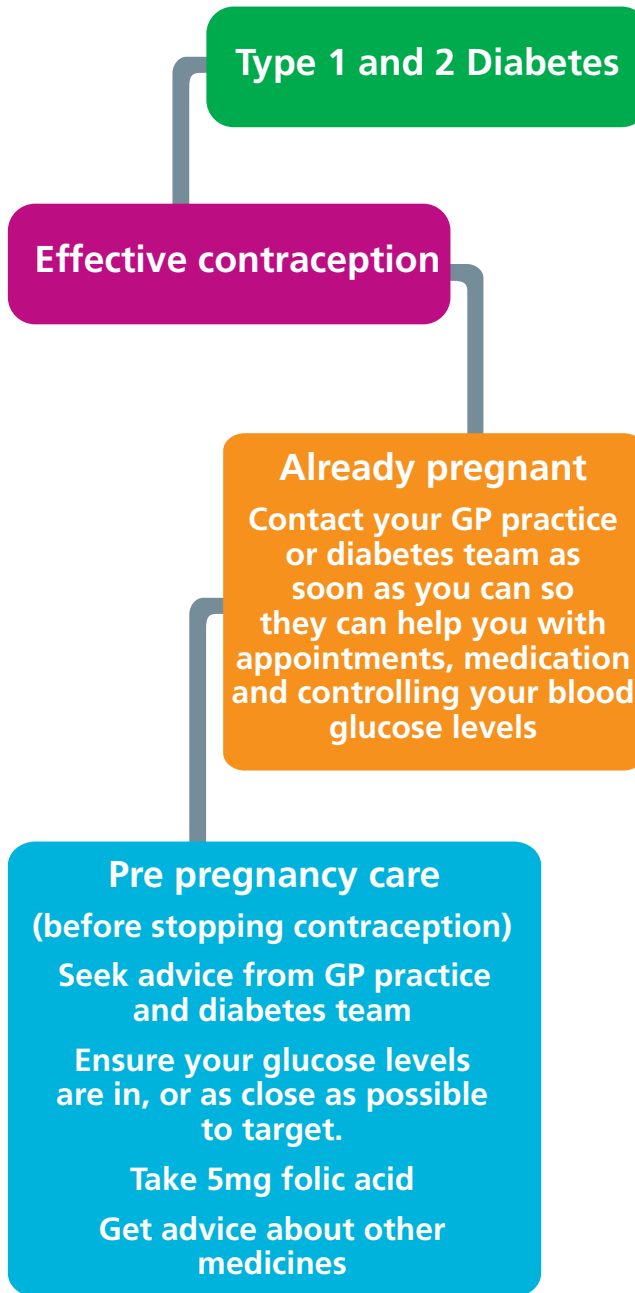 Type 1 and 2 Diabetes
Effective contraception
Already pregnant
Contact your GP practice
or diabetes team as
soon as you can so
they can help you with
appointments, medication
and controlling your blood
glucose levels
Pre pregnancy care
(before stopping contraception)
Seek advice from GP practice
and diabetes team
Ensure your glucose levels
are in, or as close as possible
to target.
Take 5mg folic acid
Get advice about other
medicines